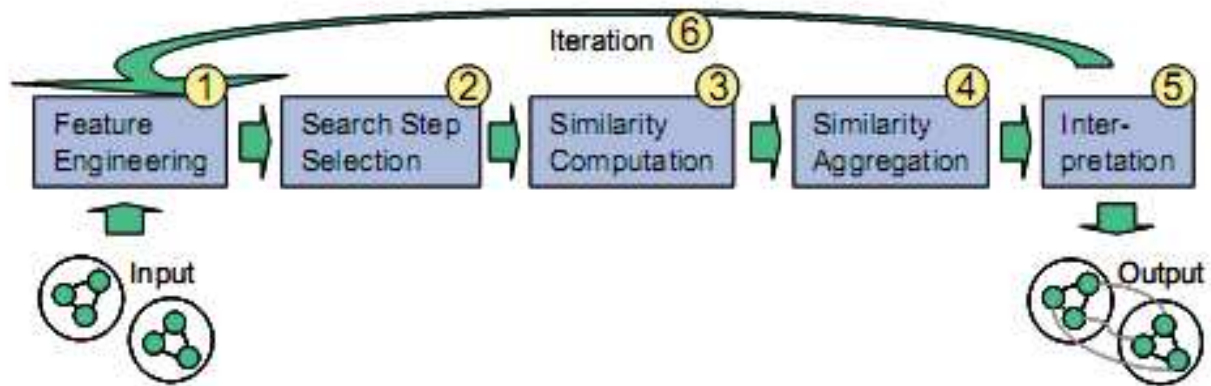 Iteration 6
1
Feature
Engineering
2
Search Step
Selection
3
Similarity
Computation
4
Similarity
Aggregation
5
Inter-
pretation
Input
Output